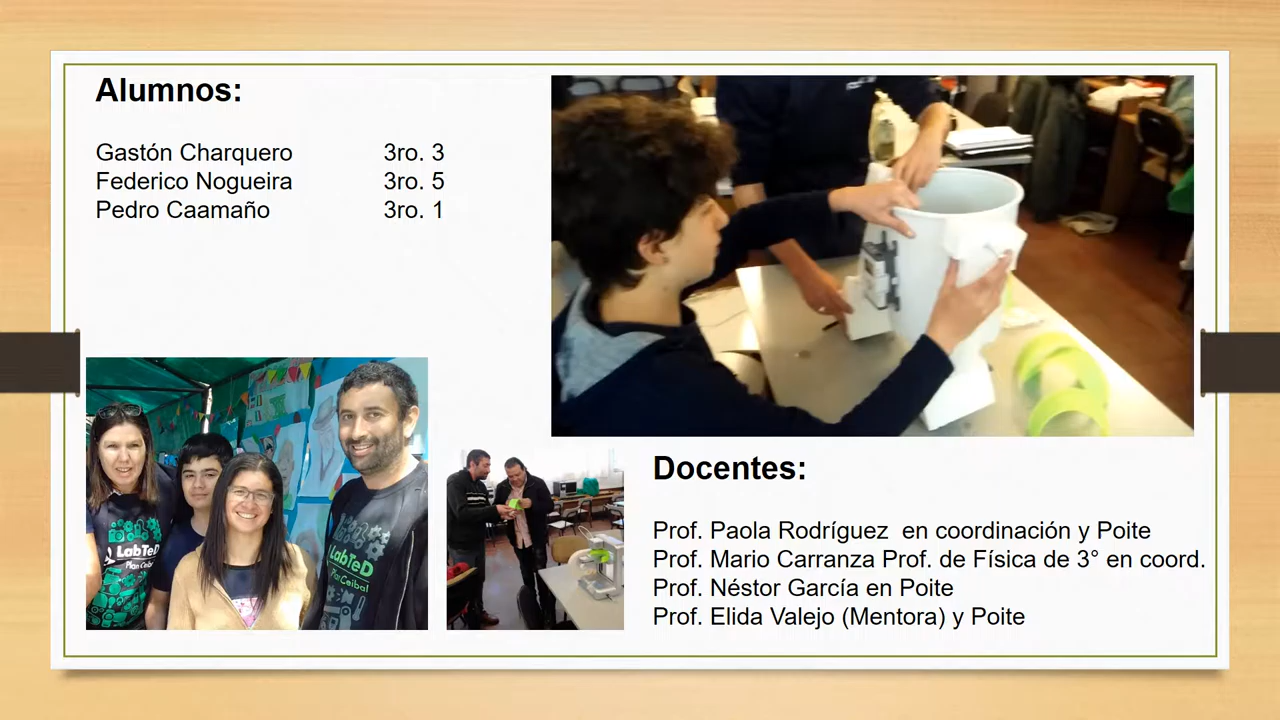 Alumnos:
Gastón Charquero 3ro. 3
Federico Nogueira 3ro. 5
Pedro Caamaño 3ro. 1
LabTeD
Plan Ceibal
LabTeD
Plan Ceibal
Docentes:
Prof. Paola Rodríguez en coordinación y Poite
Prof. Mario Carranza Prof. de Física de 3° en coord.
Prof. Néstor García en Poite
Prof. Elida Valejo (Mentora) y Poite